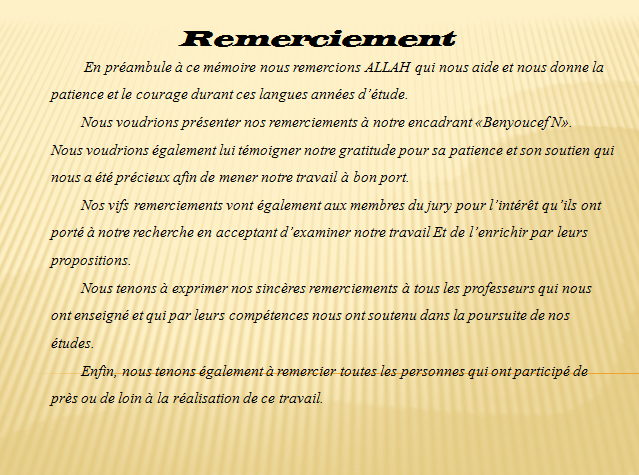 Remerciement
En préambule à ce mémoire nous remercions ALLAH qui nous aide et nous donne la
patience et le courage durant ces langues années d’étude.
Nous voudrions présenter nos remerciements à notre encadrant «Benyoucef N».
Nous voudrions également lui témoigner notre gratitude pour sa patience et son soutien qui
nous a été précieux afin de mener notre travail à bon port.
Nos vifs remerciements vont également aux membres du jury pour l’intérêt qu’ils ont
porté à notre recherche en acceptant d’examiner notre travail Et de l’enrichir par leurs
propositions.
Nous tenons à exprimer nos sincères remerciements à tous les professeurs qui nous
ont enseigné et qui par leurs compétences nous ont soutenu dans la poursuite de nos
études.
Enfin, nous tenons également à remercier toutes les personnes qui ont participé de
près ou de loin à la réalisation de ce travail.